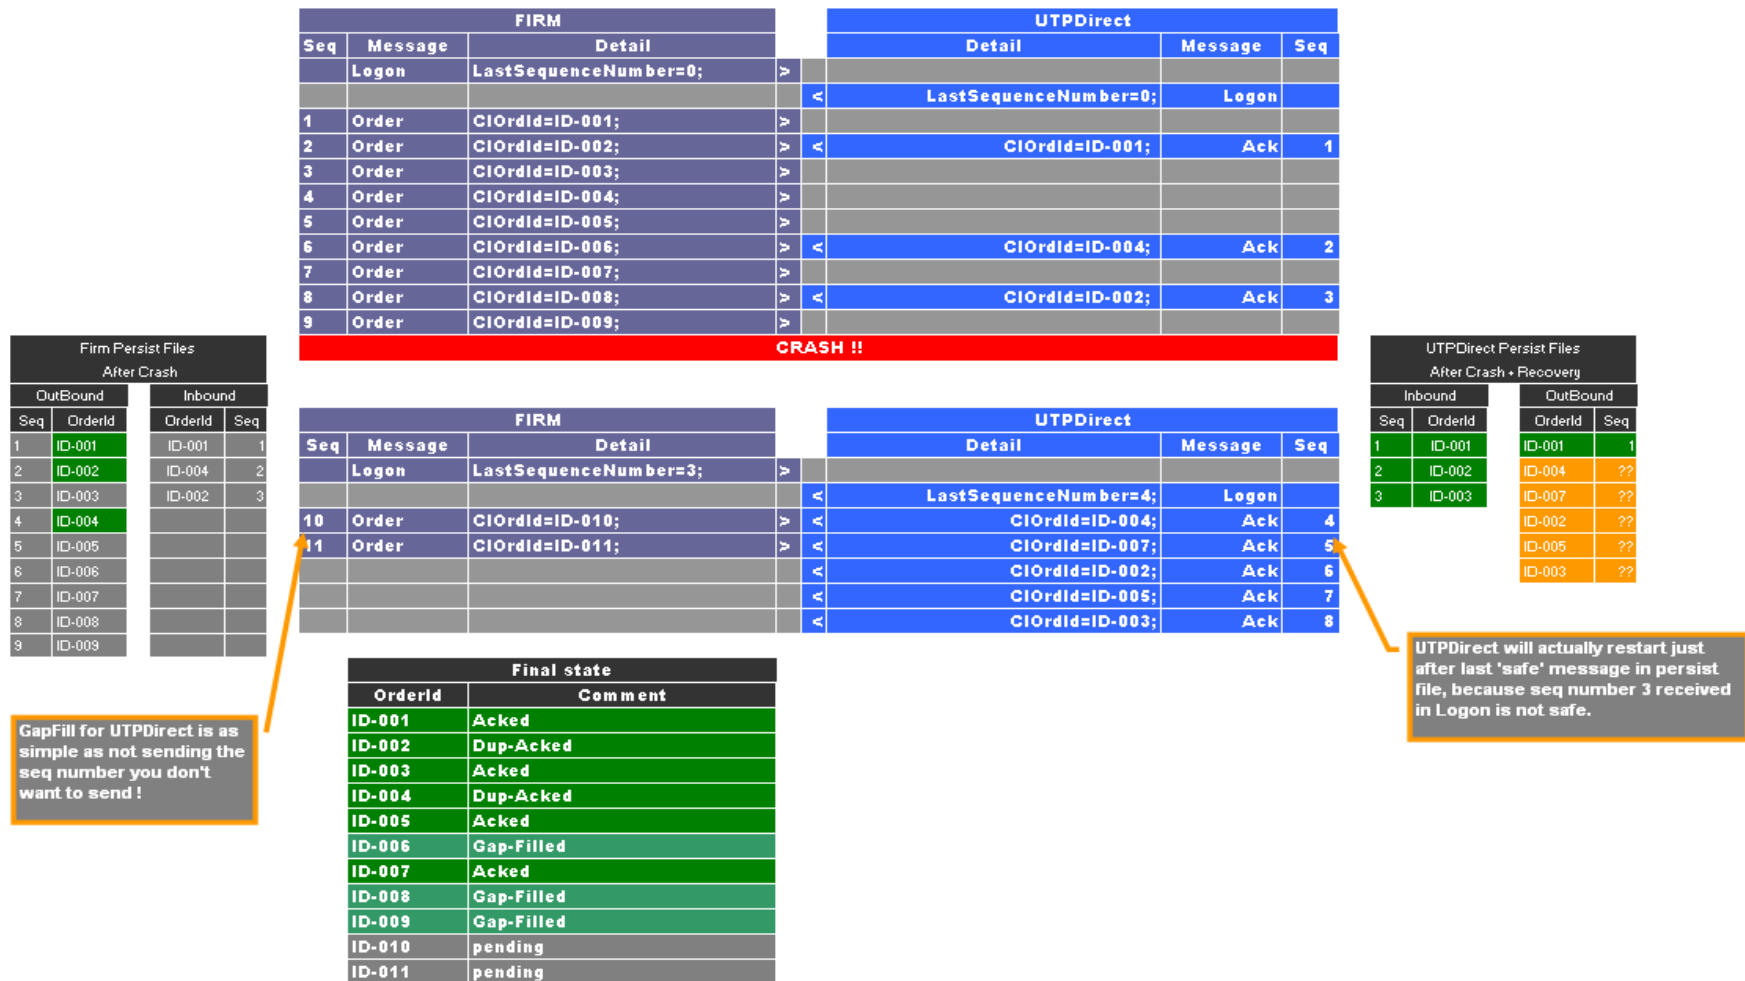 FIRM UTPDirect
Seq Message Detail Detail Message Seq
Logon LastSequenceNumber=0; >
< LastSequenceNumber=0; Logon
1 Order ClOrdId=ID-001; >
2 Order ClOrdId=ID-002; > < ClOrdId=ID-001; Ack 1
3 Order ClOrdId=ID-003; >
4 Order ClOrdId=ID-004; >
5 Order ClOrdId=ID-005; >
6 Order ClOrdId=ID-006; > < ClOrdId=ID-004; Ack 2
7 Order ClOrdId=ID-007; >
8 Order ClOrdId=ID-008; > < ClOrdId=ID-002; Ack 3
9 Order ClOrdId=ID-009; >
CRASH !!
Firm Persist Files
After Crash
OutBound Inbound
Seq OrderId OrderId Seq
1 ID-001 ID-001 1
2 ID-002 ID-004 2
3 ID-003 ID-002 3
4 ID-004
5 ID-005
6 ID-006
7 ID-007
8 ID-008
9 ID-009
FIRM UTPDirect
Seq Message Detail Detail Message Seq
Logon LastSequenceNumber=3; >
< LastSequenceNumber=4; Logon
10 Order ClOrdId=ID-010; > < ClOrdId=ID-004; Ack 4
11 Order ClOrdId=ID-011; > < ClOrdId=ID-007; Ack 5
< ClOrdId=ID-002; Ack 6
< ClOrdId=ID-005; Ack 7
< ClOrdId=ID-003; Ack 8
UTPDirect Persist Files
After Crash + Recovery
Inbound OutBound
Seq OrderId OrderId Seq
1 ID-001 ID-001 1
2 ID-002 ID-004 ??
3 ID-003 ID-007 ??
ID-002 ??
ID-005 ??
ID-003 ??
UTPDirect will actually restart just
after last 'safe' message in persist
file, because seq number 3 received
in Logon is not safe.
GapFill for UTPDirect is as
simple as not sending the
seq number you don't
want to send !
Final state
OrderId Comment
ID-001 Acked
ID-002 Dup-Acked
ID-003 Acked
ID-004 Dup-Acked
ID-005 Acked
ID-006 Gap-Filled
ID-007 Acked
ID-008 Gap-Filled
ID-009 Gap-Filled
ID-010 pending
ID-011 pending